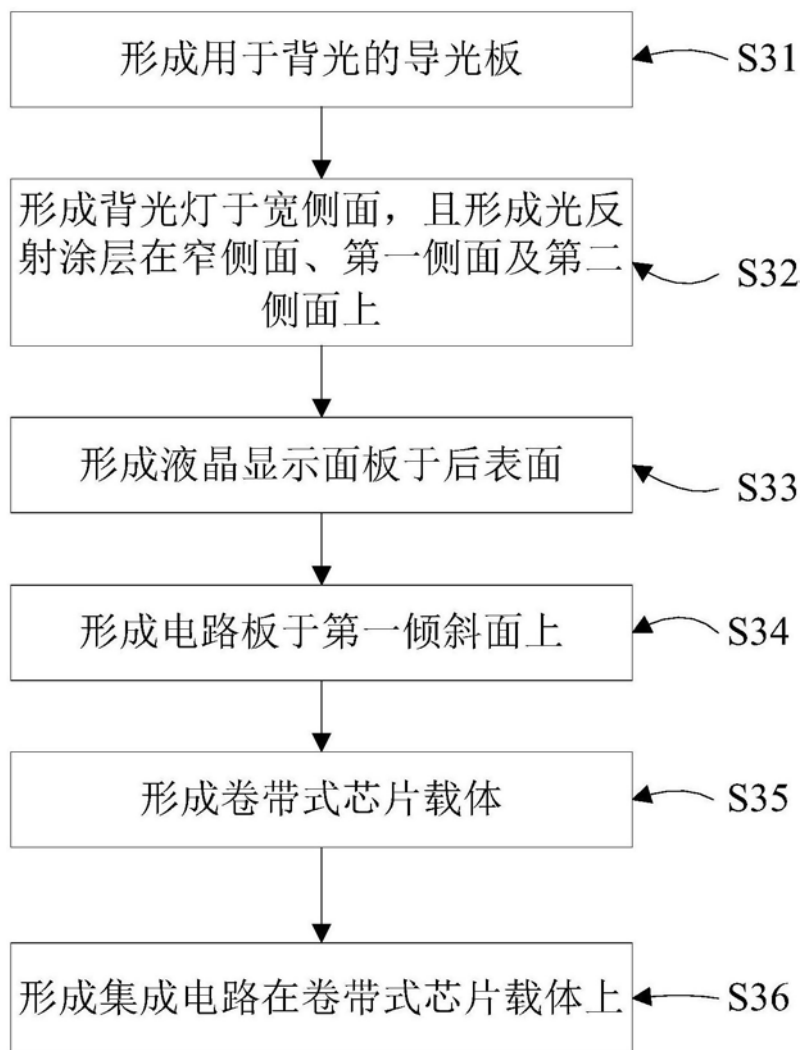 形成用于背光的导光板
S31
形成背光灯于宽侧面，且形成光反
射涂层在窄侧面、第一侧面及第二
侧面上
S32
形成液晶显示面板于后表面
S33
形成电路板于第一倾斜面上
S34
形成卷带式芯片载体
S35
形成集成电路在卷带式芯片载体上
S36